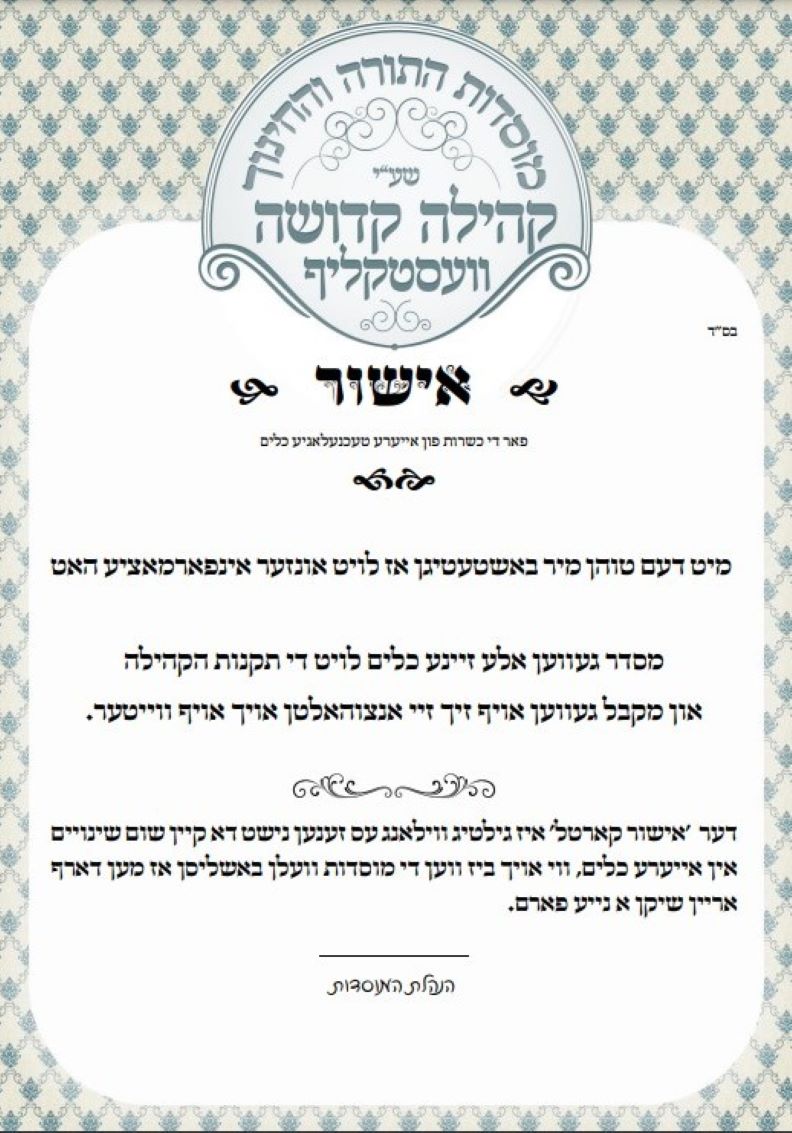 מוסדות התורה והחינוך
שע"י
קהילה קדושה
וועסטקליף
בס"ד
אישור
פאר די כשרות פון אייערע טעכנעלאגיע כלים
מיט דעם טוהן מיר באשטעטיגן אז לויט אונזער אינפארמאציע האט
מסדר געווען אלע זיינע כלים לויט די תקנות הקהילה
און מקבל געווען אויף זיך זיי אנצוהאלטן אויך אויף ווייטער.
דער 'אישור קארטל' איז גילטיג ווילאנג עס זענען נישט דא קיין שום שינויים
אין אייערע כלים, ווי אויך ביז ווען די מוסדות וועלן באשליסן אז מען דארף
אריין שיקן א נייע פארם.
הנהלת המוסדות